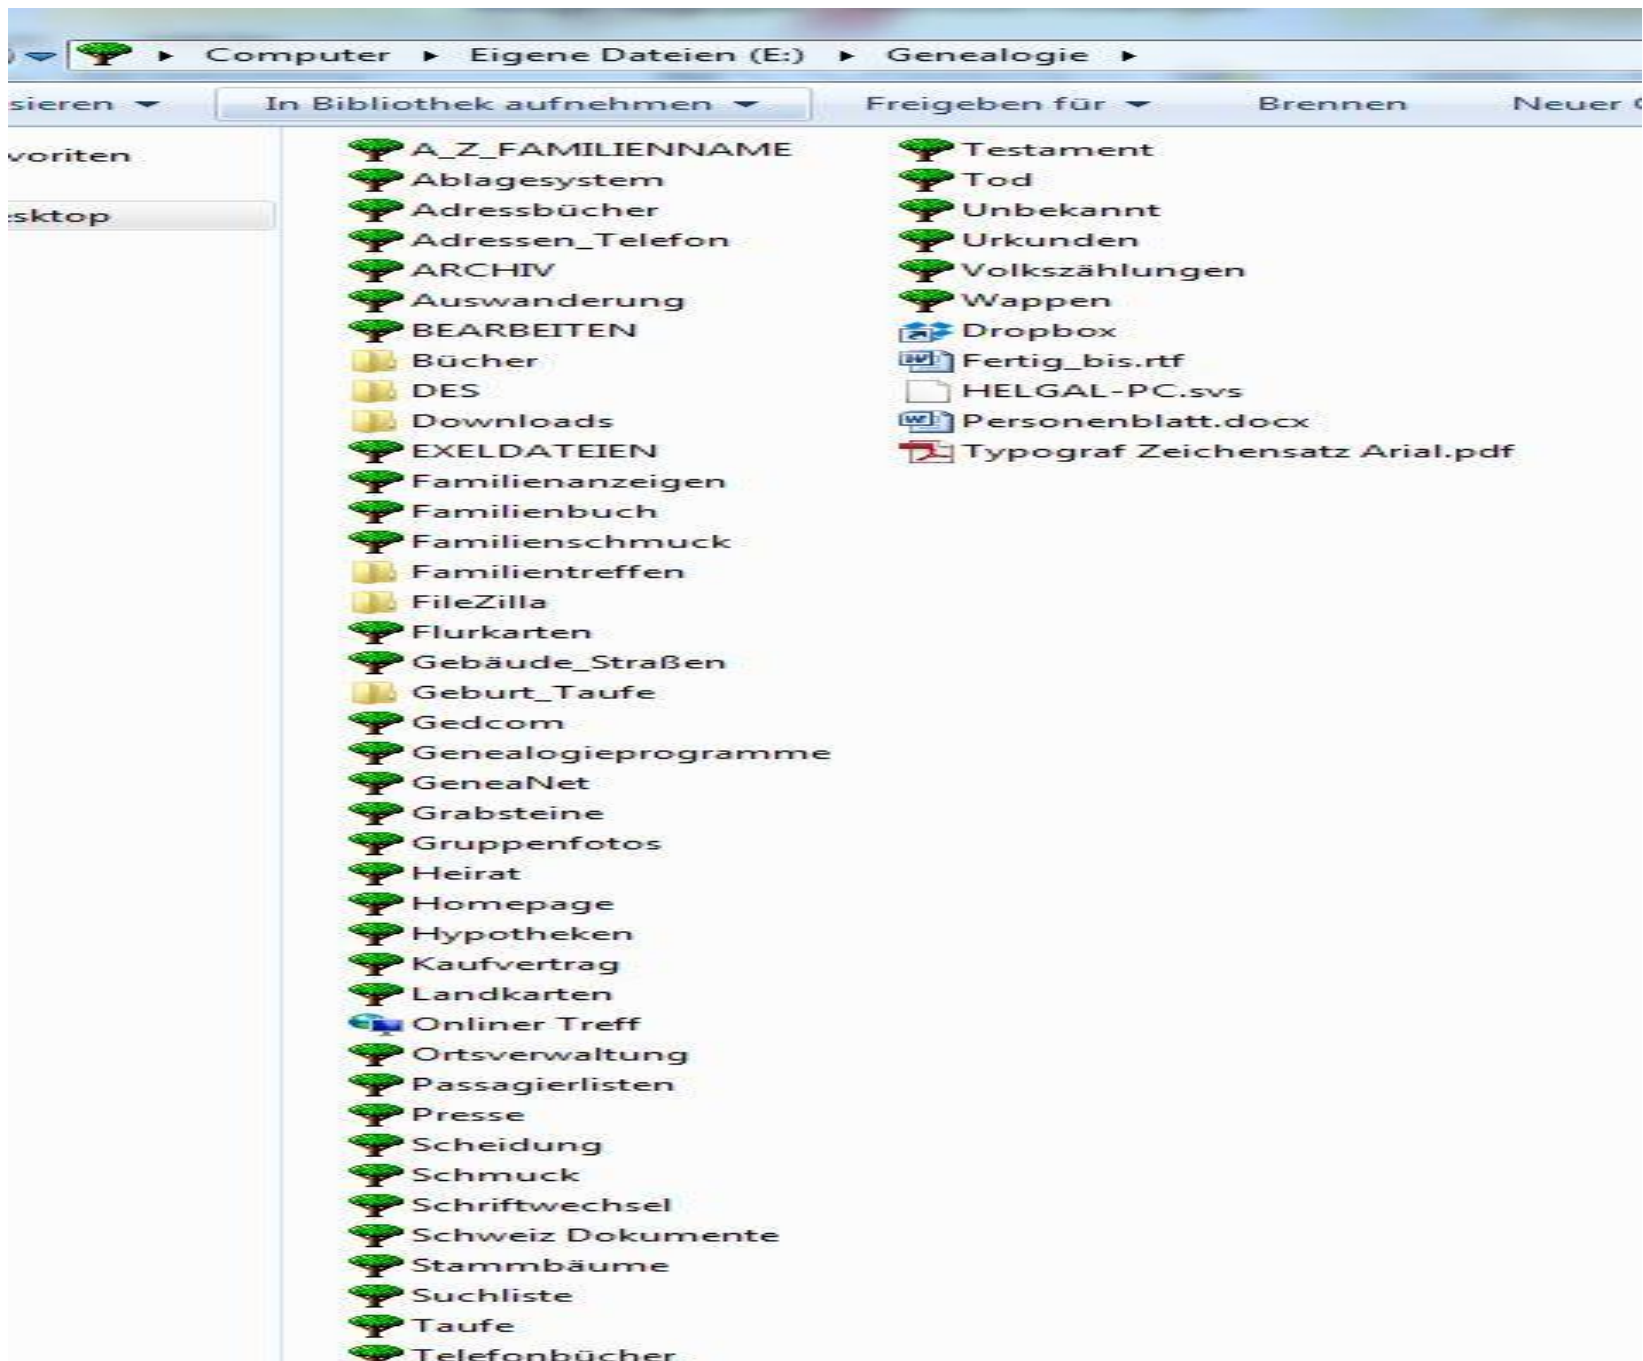 Computer ▸ Eigene Dateien (E:) ▸ Genealogie ▸
sieren In Bibliothek aufnehmen Freigeben für Brennen Neuer
voriten
sktop
A_Z_FAMILIENNAME
Ablagesystem
Adressbücher
Adressen_Telefon
ARCHIV
Auswanderung
BEARBEITEN
Bücher
DES
Downloads
EXELDATEIEN
Familienanzeigen
Familienbuch
Familienschmuck
Familientreffen
FileZilla
Flurkarten
Gebäude_Straßen
Geburt_Taufe
Gedcom
Genealogieprogramme
GeneaNet
Grabsteine
Gruppenfotos
Heirat
Homepage
Hypotheken
Kaufvertrag
Landkarten
Onliner Treff
Ortsverwaltung
Passagierlisten
Presse
Scheidung
Schmuck
Schriftwechsel
Schweiz Dokumente
Stammbäume
Suchliste
Taufe
Telefonbücher
Testament
Tod
Unbekannt
Urkunden
Volkszählungen
Wappen
Dropbox
Fertig_bis.rtf
HELGAL-PC.svs
Personenblatt.docx
Typograf Zeichensatz Arial.pdf